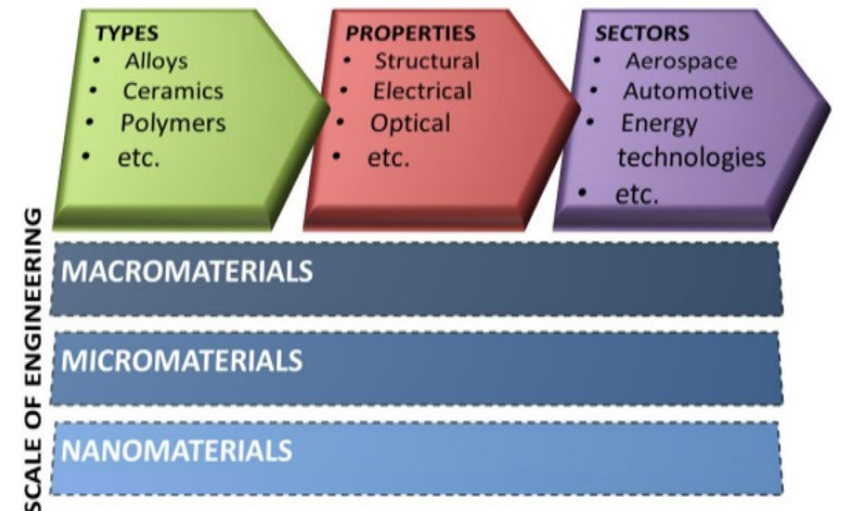 TYPES
• Alloys
• Ceramics
• Polymers
• etc.
PROPERTIES
• Structural
• Electrical
• Optical
• etc.
SECTORS
• Aerospace
• Automotive
• Energy
technologies
• etc.
SCALE OF ENGINEERING
MACROMATERIALS
MICROMATERIALS
NANOMATERIALS